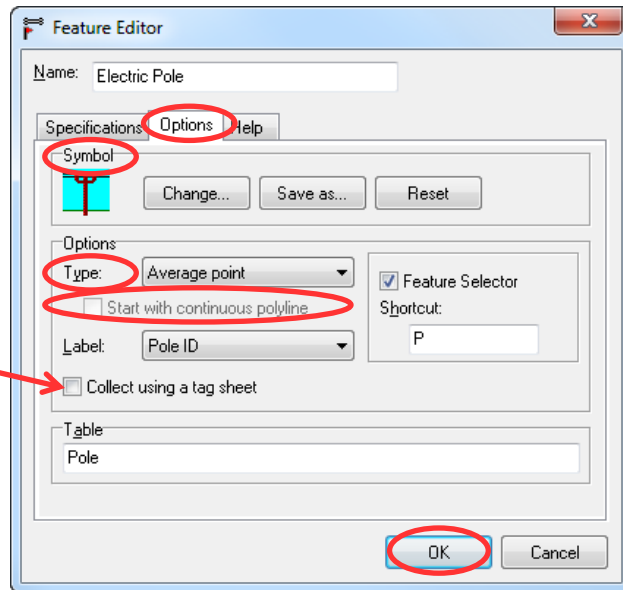 Feature Editor
Name: Electric Pole
Specifications Options Help
Symbol
Change... Save as... Reset
Options
Type: Average point
Feature Selector
Start with continuous polyline
Shortcut:
P
Label: Pole ID
Collect using a tag sheet
Table
Pole
OK Cancel